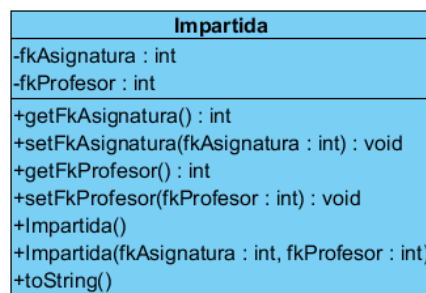 Impartida
-fkAsignatura : int
-fkProfesor : int
+getFkAsignatura() : int
+setFkAsignatura(fkAsignatura : int) : void
+getFkProfesor() : int
+setFkProfesor(fkProfesor : int) : void
+Impartida()
+Impartida(fkAsignatura : int, fkProfesor : int)
+toString()